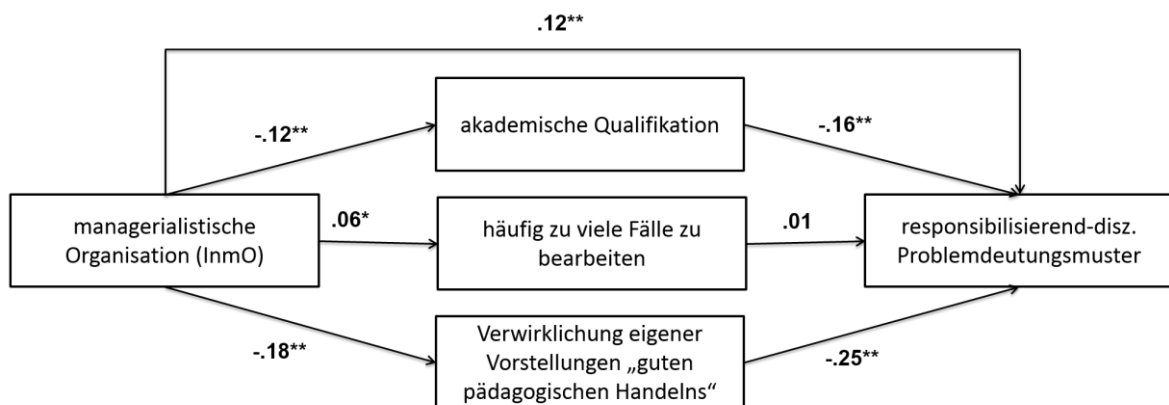 .12**
akademische Qualifikation
-.12**
-.16**
managerialistische
Organisation (InmO)
.06*
häufig zu viele Fälle zu
bearbeiten
.01
responsibilisierend-disz.
Problemdeutungsmuster
-.18**
Verwirklichung eigener
Vorstellungen „guten
pädagogischen Handelns“
-.25**